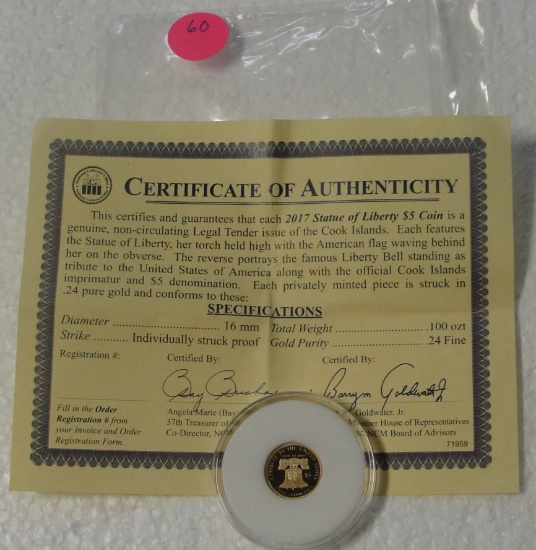 60
CERTIFICATE OF AUTHENTICITY
This certifies and guarantees that each 2017 Statue of Liberty $5 Coin is a
genuine, non-circulating Legal Tender issue of the Cook Islands. Each features
the Statue of Liberty, her torch held high with the American flag waving behind
her on the obverse. The reverse portrays the famous Liberty Bell standing as
tribute to the United States of America along with the official Cook Islands
imprimatur and $5 denomination. Each privately minted piece is struck in
.24 pure gold and conforms to these:
SPECIFICATIONS
Diameter .......................... 16 mm Total Weight .................. .100 ozt
Strike ........... Individually struck proof Gold Purity ................... .24 Fine
Registration #: Certified By: Certified By:
Fill in the Order
Registration # from
your Invoice and Order
Registration Form.
Angela Marie (Bay)
37th Treasurer of
Co-Director,
Goldwater, Jr.
Member House of Representatives
NCM Board of Advisors
71959